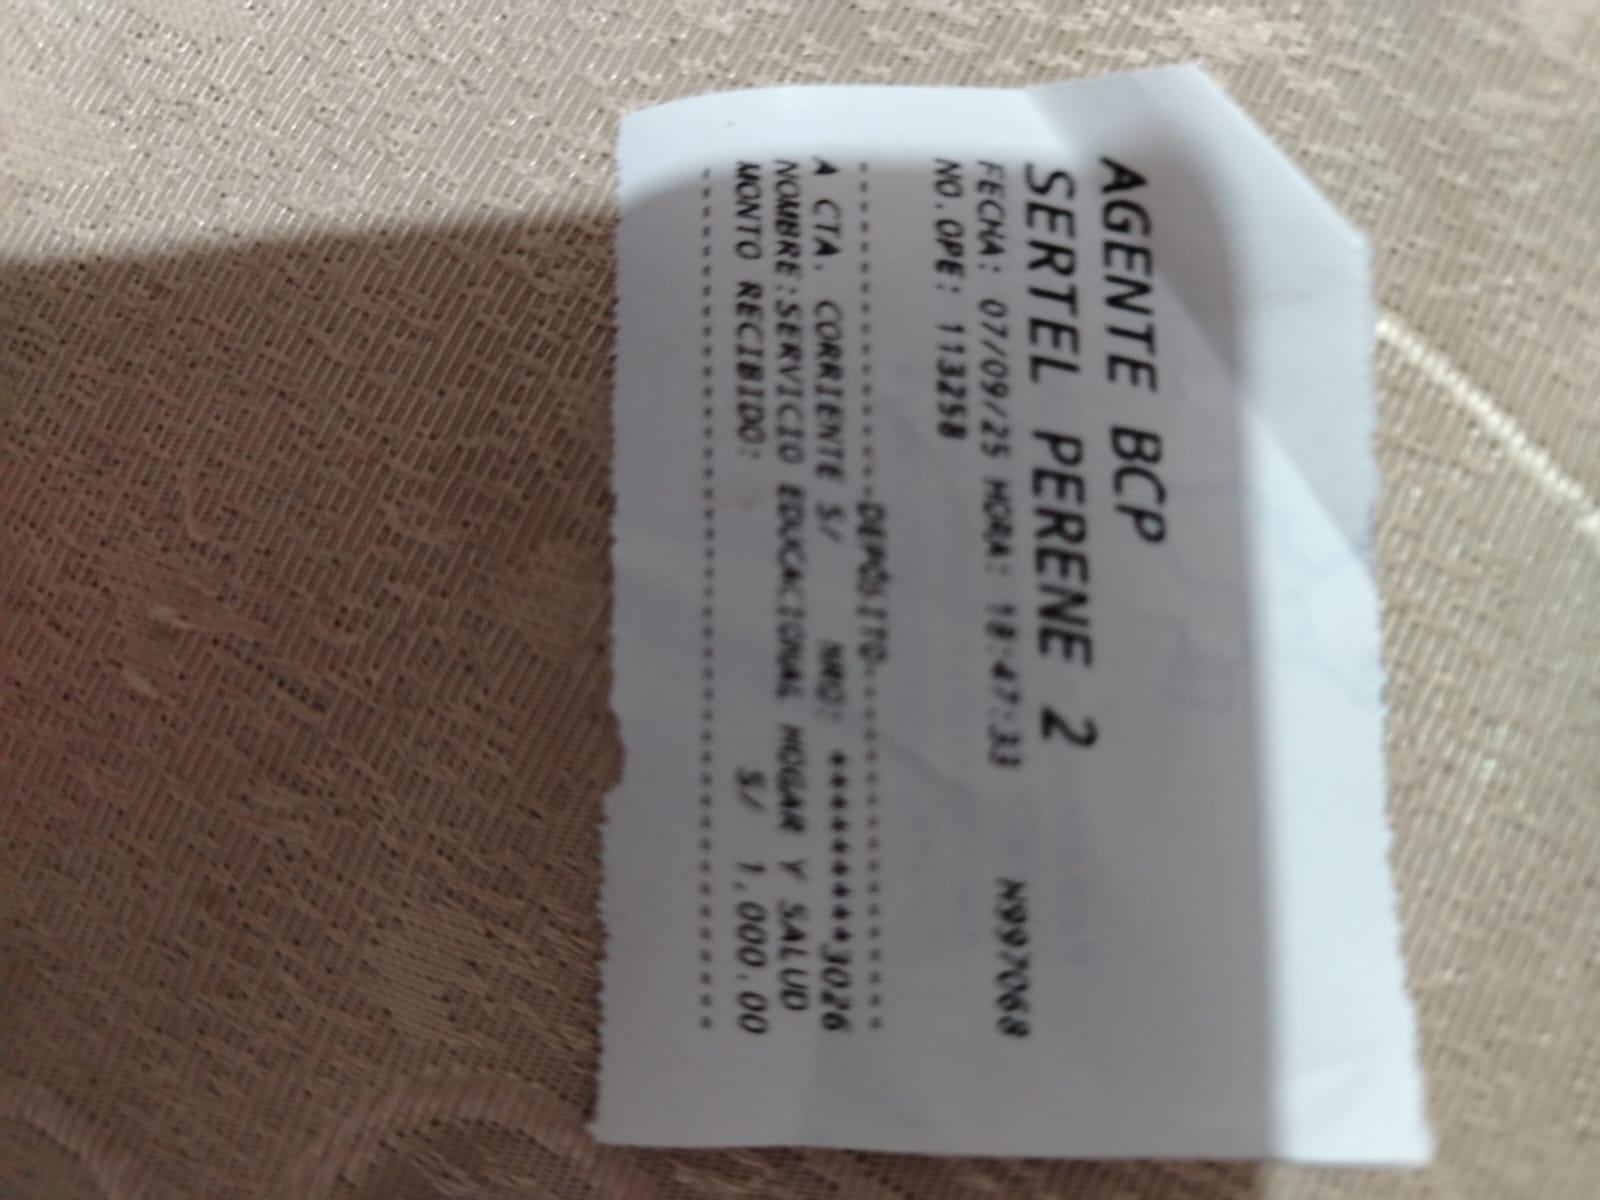 AGENTE BCP
SERTEL PERENE 2
FECHA: 07/09/25 HORA: 18:47:33 N997068
NO.OPE: 113258
--------------------DEPÓSITO--------------------
A CTA. CORRIENTE S/ NRO: **********3026
NOMBRE:SERVICIO EDUCACIONAL HOGAR Y SALUD
MONTO RECIBIDO: S/ 1,000.00